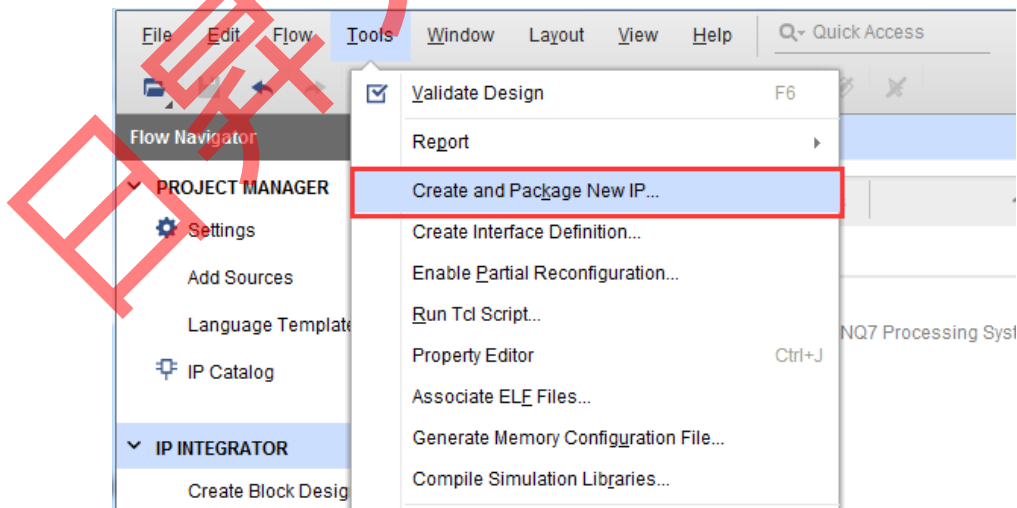 File Edit Flow Tools Window Layout View Help Quick Access
Validate Design F6
Flow Navigator
Report
PROJECT MANAGER
Create and Package New IP...
Settings
Create Interface Definition...
Add Sources
Enable Partial Reconfiguration...
Language Template
Run Tcl Script...
NQ7 Processing Syst
Property Editor Ctrl+J
IP Catalog
Associate ELF Files...
IP INTEGRATOR
Generate Memory Configuration File...
Create Block Desig
Compile Simulation Libraries...